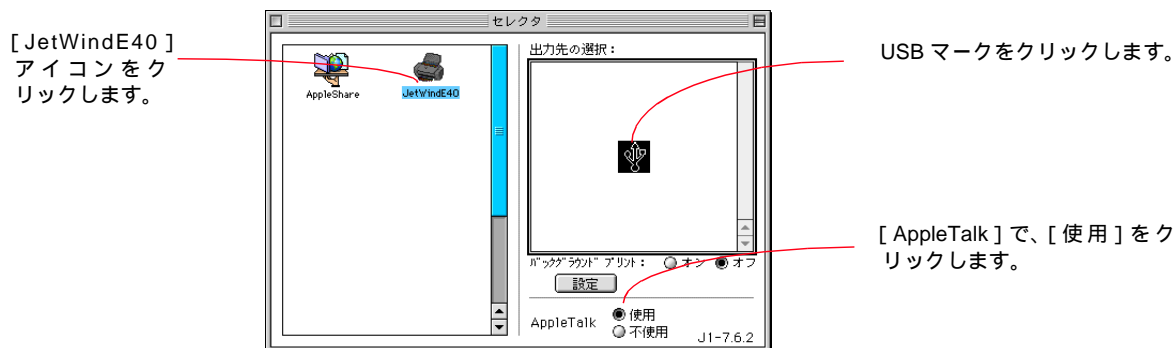 セレクタ
[ JetWindE40 ]
アイコンをク
リックします。
AppleShare
JetWindE40
出力先の選択：
USB マークをクリックします。
バックグラウンド プリント： オン オフ
設定
AppleTalk 使用
不使用
J1-7.6.2
[ AppleTalk ] で、[ 使用 ] をク
リックします。